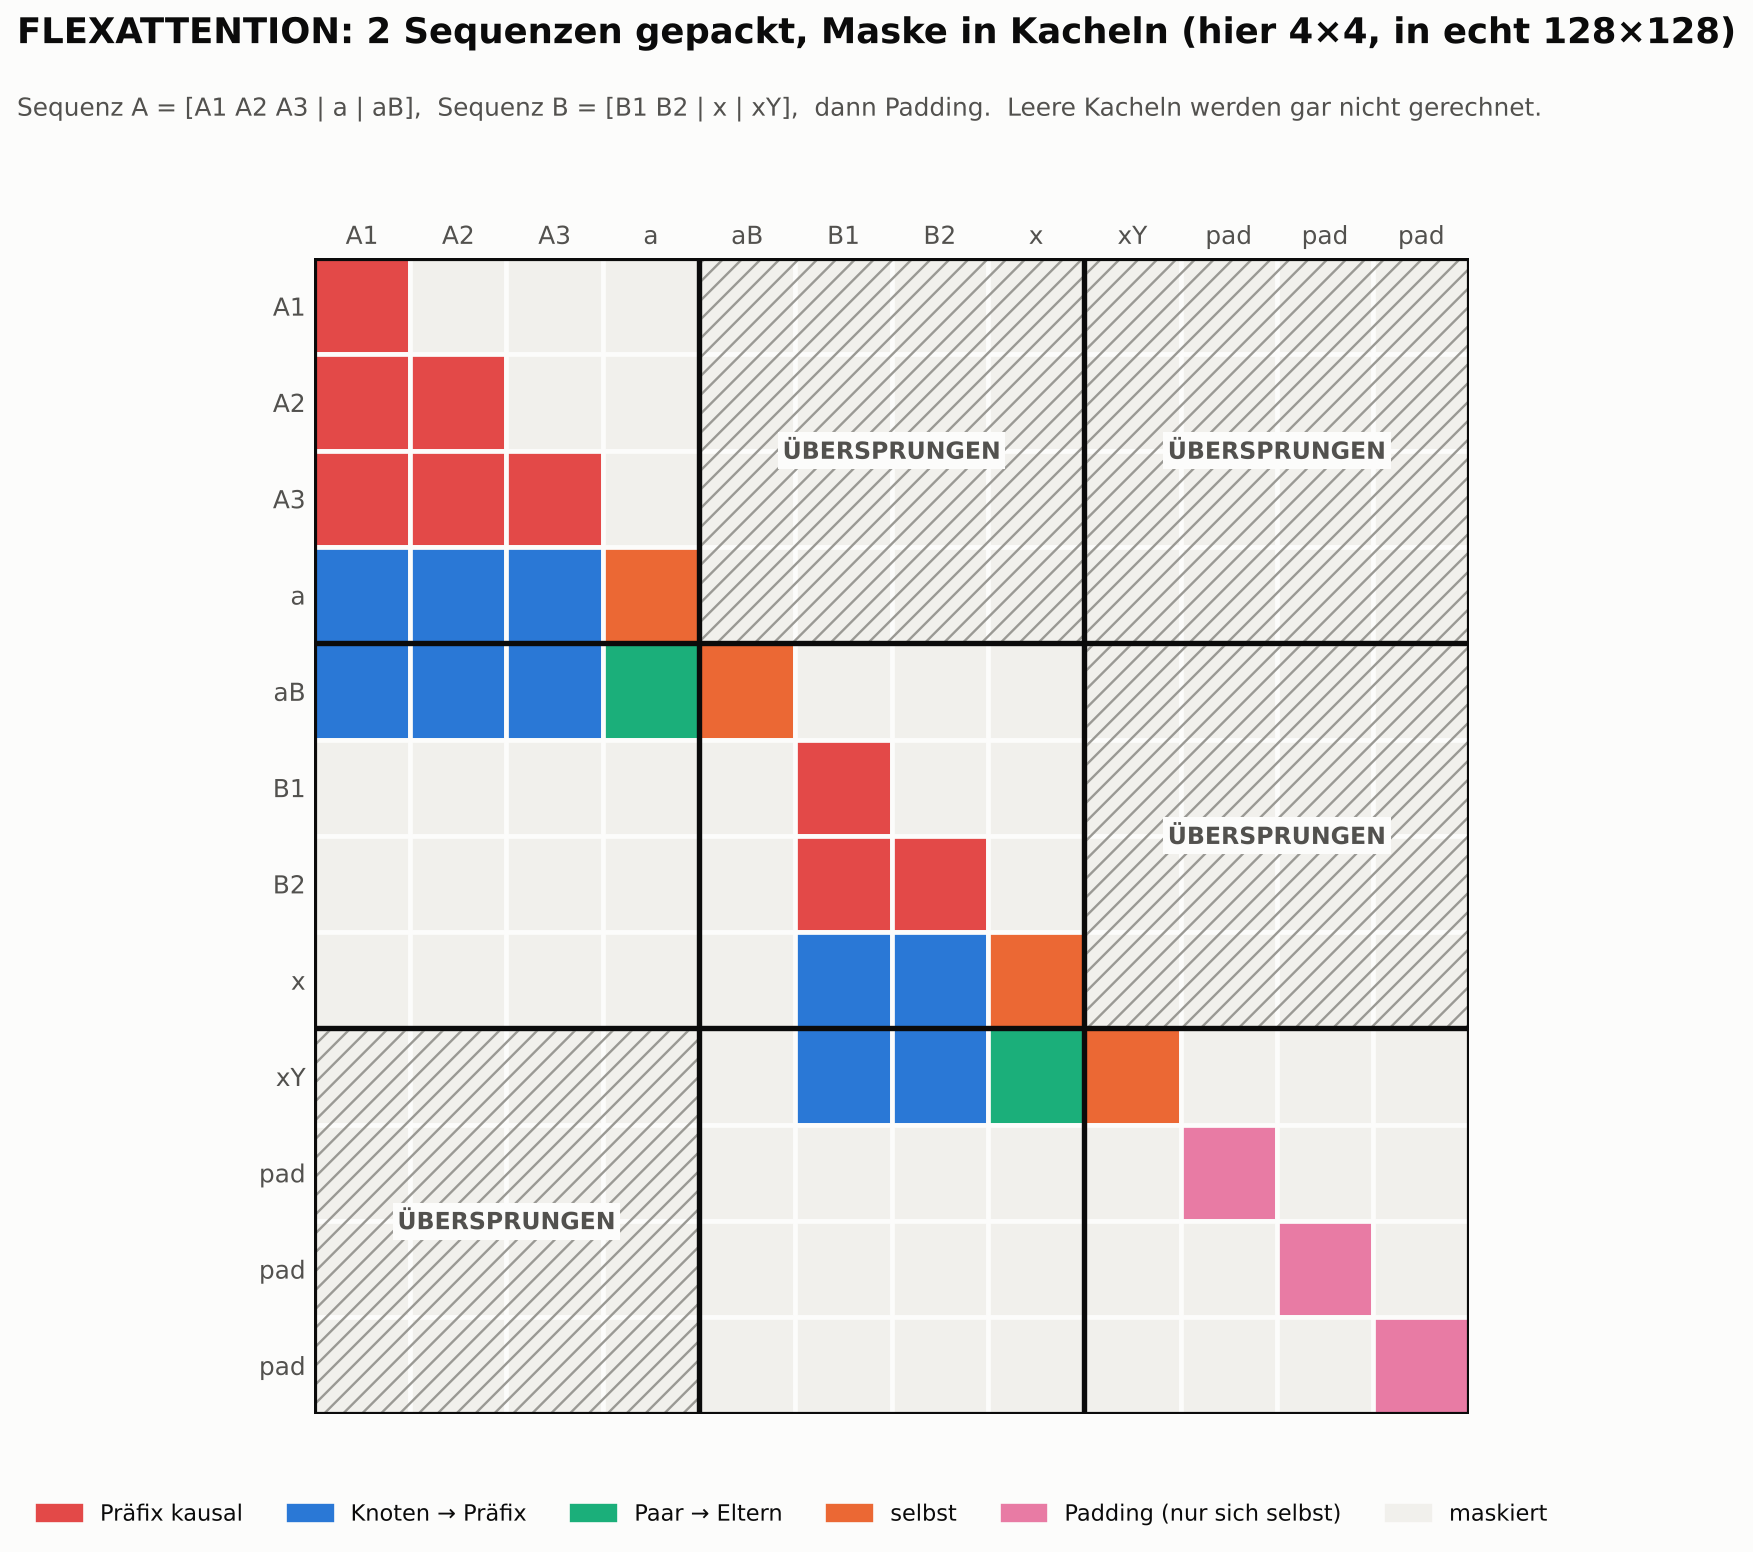 FLEXATTENTION: 2 Sequenzen gepackt, Maske in Kacheln (hier 4×4, in echt 128×128)
Sequenz A = [A1 A2 A3 | a | aB],  Sequenz B = [B1 B2 | x | xY],  dann Padding.  Leere Kacheln werden gar nicht gerechnet.
A1 A2 A3 a aB B1 B2 x xY pad pad pad
A1
A2
A3
ÜBERSPRUNGEN ÜBERSPRUNGEN
a
aB
B1
ÜBERSPRUNGEN
B2
x
xY
pad
ÜBERSPRUNGEN
pad
pad
Präfix kausal Knoten → Präfix Paar → Eltern selbst Padding (nur sich selbst) maskiert